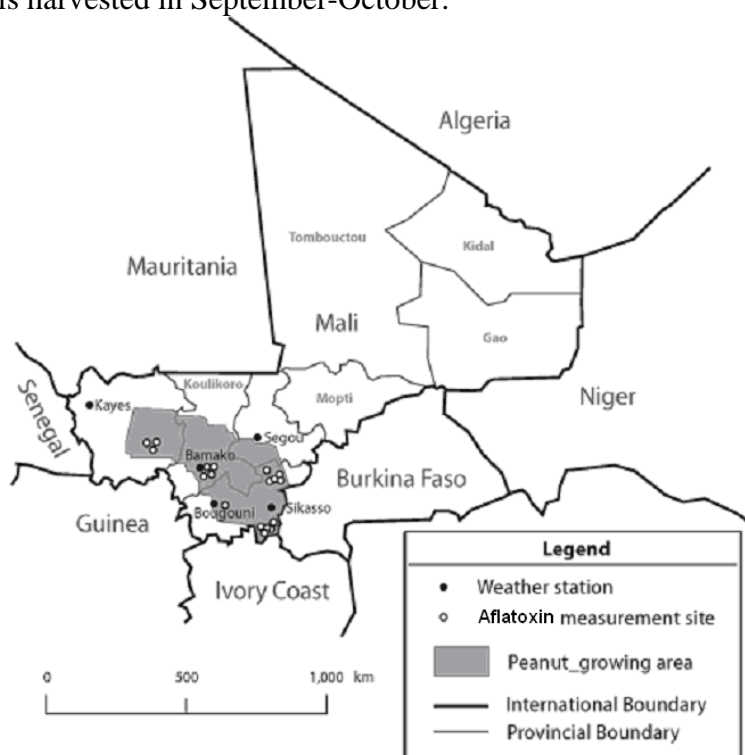 is harvested in September-October.
Algeria
Tombouctou
Kidal
Mauritania
Mali
Gao
Koulikoro
Mopti
Niger
Senegal
Kayes
Segou
Bamako
Burkina Faso
Bougouni
Sikasso
Guinea
Ivory Coast
Legend
Weather station
Aflatoxin measurement site
Peanut_growing area
International Boundary
Provincial Boundary
0 500 1,000 km